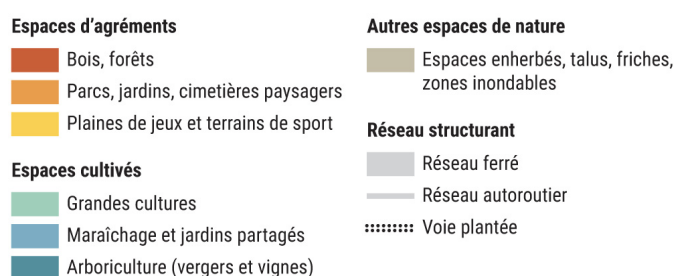 Espaces d'agréments
Bois, forêts
Parcs, jardins, cimetières paysagers
Plaines de jeux et terrains de sport
Espaces cultivés
Grandes cultures
Maraîchage et jardins partagés
Arboriculture (vergers et vignes)
Autres espaces de nature
Espaces enherbés, talus, friches,
zones inondables
Réseau structurant
Réseau ferré
Réseau autoroutier
Voie plantée